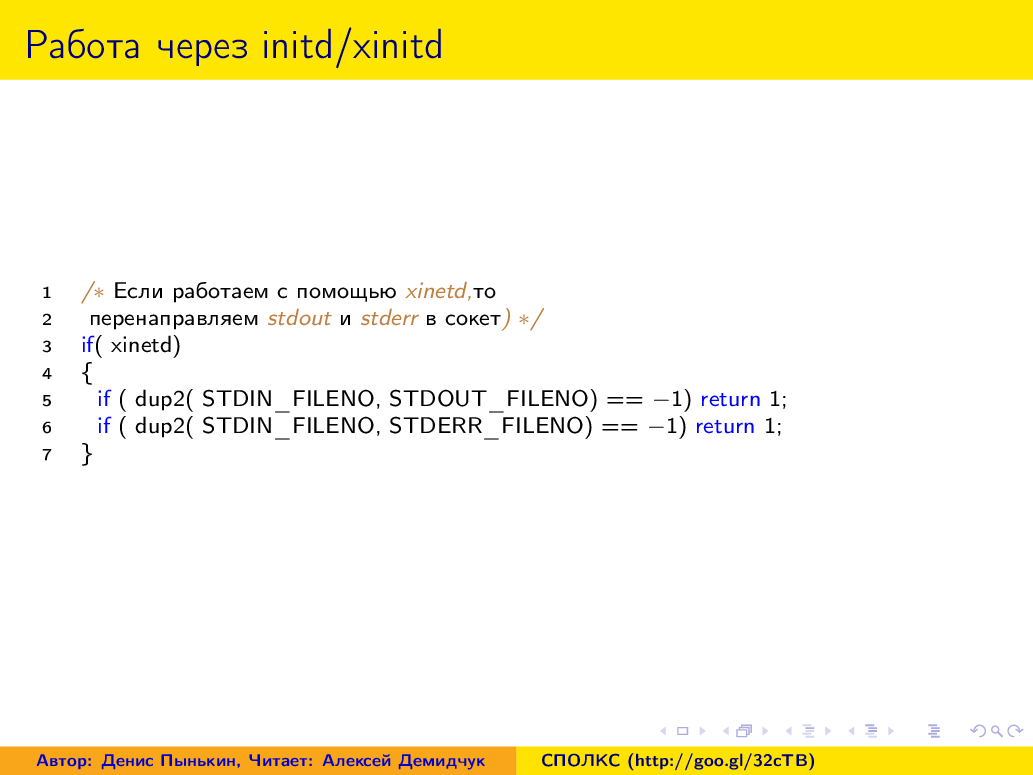 Работа через initd/xinitd
1 /* Если работаем с помощью xinetd,то
2 перенаправляем stdout и stderr в сокет) */
3 if( xinetd)
4 {
5 if ( dup2( STDIN_FILENO, STDOUT_FILENO) == −1) return 1;
6 if ( dup2( STDIN_FILENO, STDERR_FILENO) == −1) return 1;
7 }
Автор: Денис Пынькин, Читает: Алексей Демидчук
СПОЛКС (http://goo.gl/32cTB)